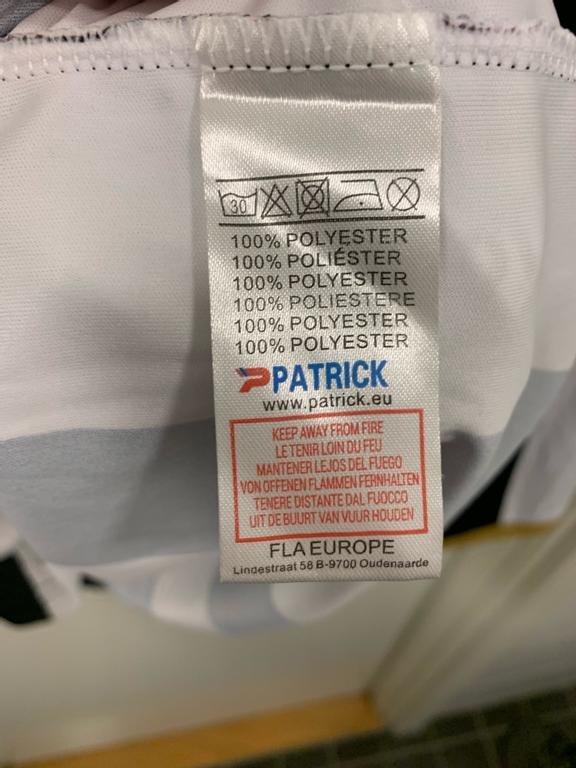 30
100% POLYESTER
100% POLIÉSTER
100% POLYESTER
100% POLIESTERE
100% POLYESTER
100% POLYESTER
PATRICK
www.patrick.eu
KEEP AWAY FROM FIRE
LE TENIR LOIN DU FEU
MANTENER LEJOS DEL FUEGO
VON OFFENEN FLAMMEN FERNHALTEN
TENERE DISTANTE DAL FUOCCO
UIT DE BUURT VAN VUUR HOUDEN
FLA EUROPE
Lindestraat 58 B-9700 Oudenaarde